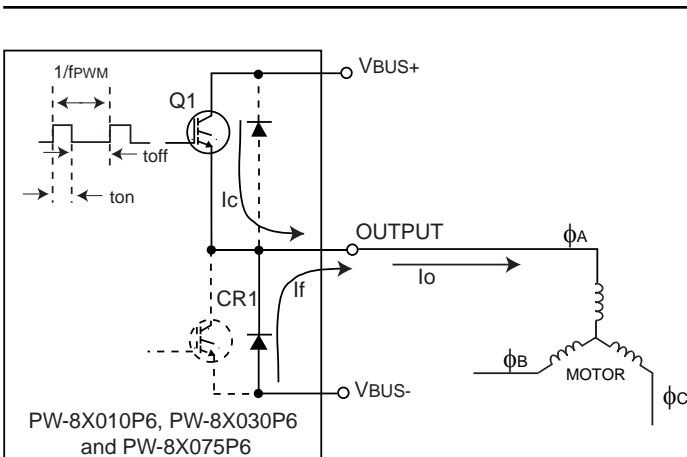 1/fPWM
VBUS+
Q1
toff
ton
Ic
OUTPUT
ϕA
Io
If
CR1
ϕB
MOTOR
VBUS-
ϕC
PW-8X010P6, PW-8X030P6
and PW-8X075P6